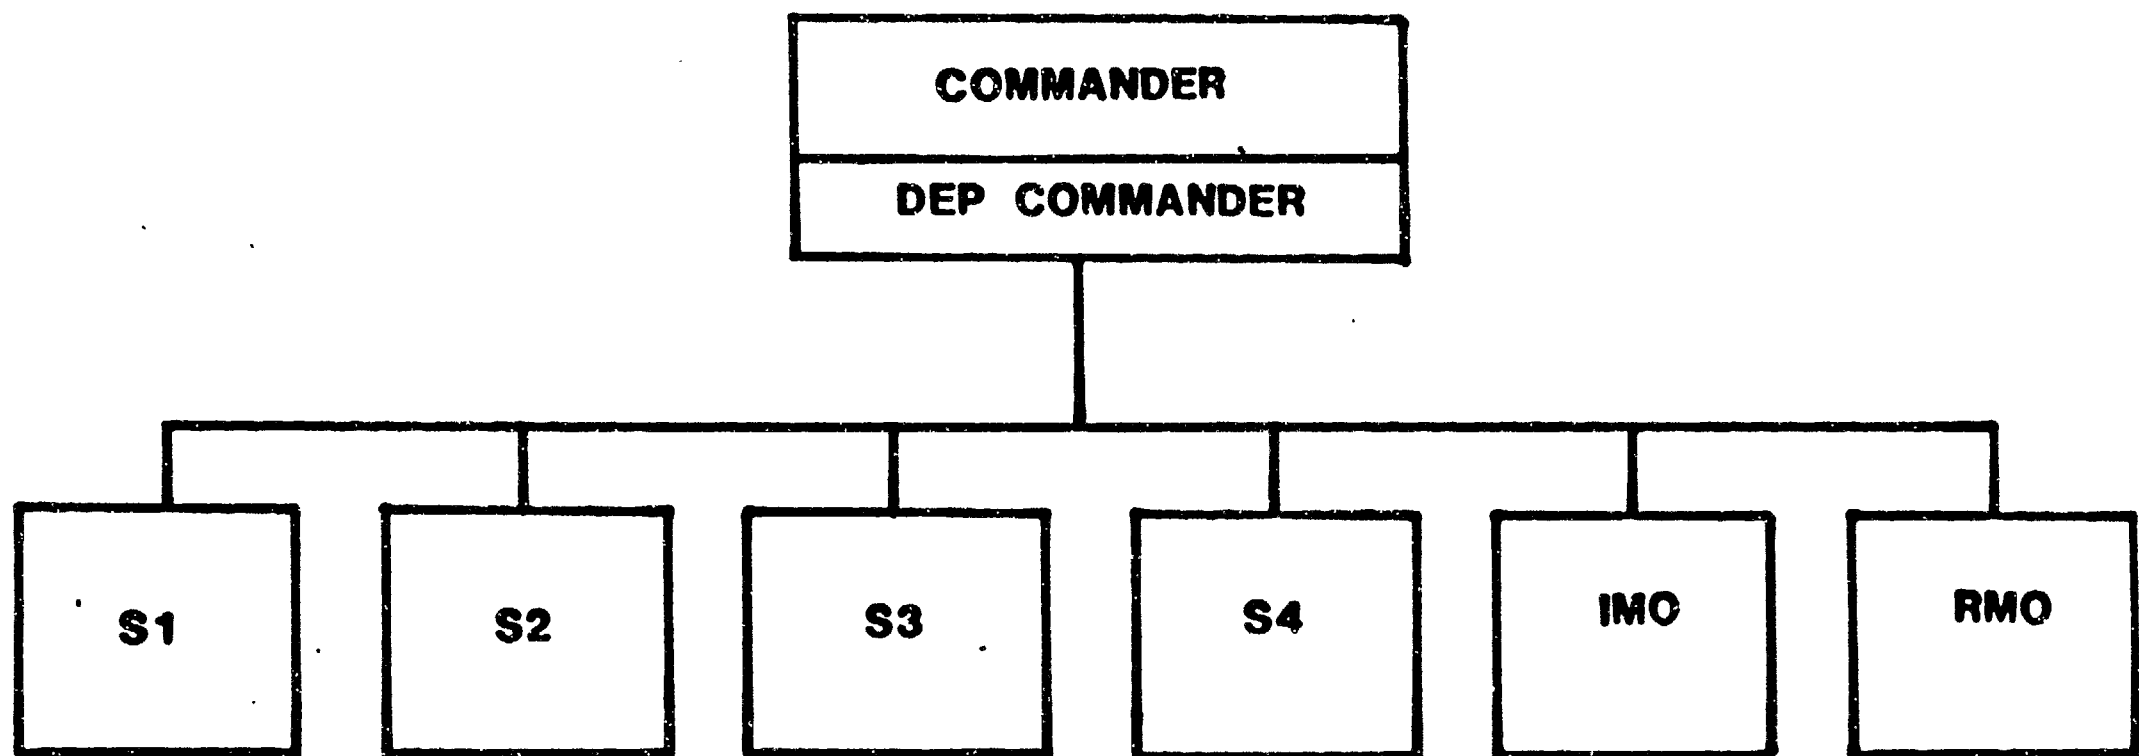 COMMANDER
DEP COMMANDER
S1
S2
S3
S4
IMO
RMO